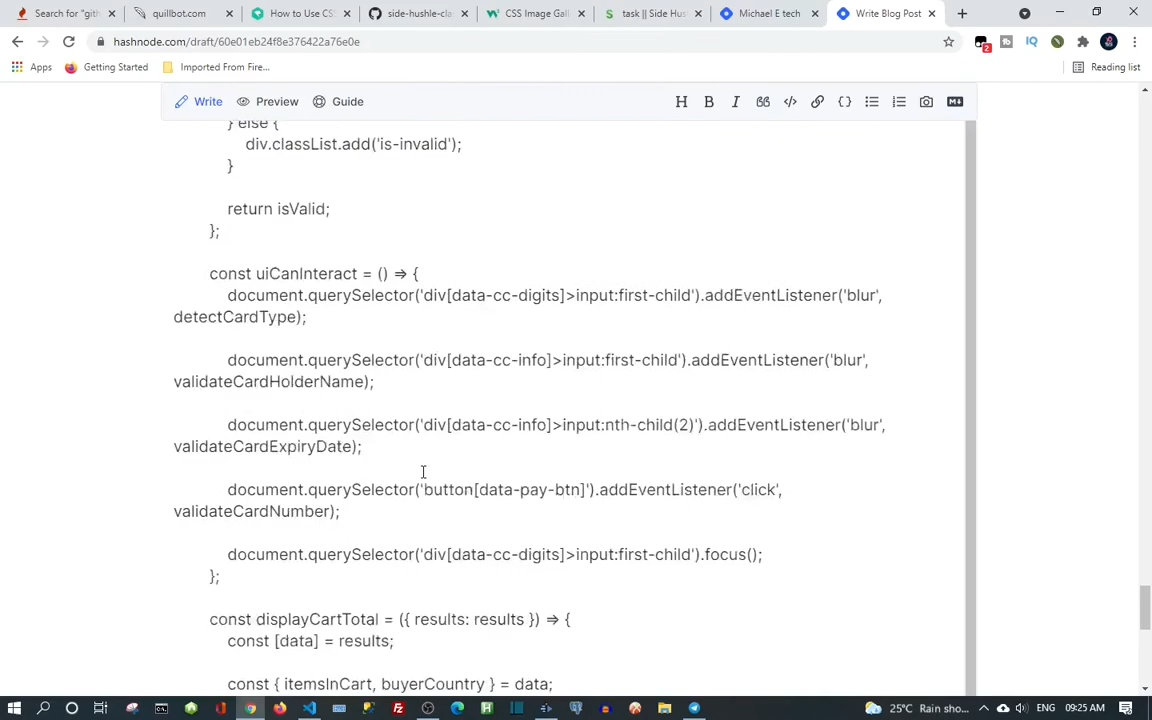 Search for "gith
quillbot.com
How to Use CSS
side-hushle-cla
CSS Image Gall
task || Side Hus
Michael E tech
Write Blog Post
hashnode.com/draft/60e01eb24f8e376422a76e0e
2
IQ
Apps
Getting Started
Imported From Fire...
Reading list
Write
Preview
Guide
H
B
I
} else {
div.classList.add('is-invalid');
}
return isValid;
};
const uiCanInteract = () => {
document.querySelector('div[data-cc-digits]>input:first-child').addEventListener('blur',
detectCardType);
document.querySelector('div[data-cc-info]>input:first-child').addEventListener('blur',
validateCardHolderName);
document.querySelector('div[data-cc-info]>input:nth-child(2)').addEventListener('blur',
validateCardExpiryDate);
document.querySelector('button[data-pay-btn]').addEventListener('click',
validateCardNumber);
document.querySelector('div[data-cc-digits]>input:first-child').focus();
};
const displayCartTotal = ({ results: results }) => {
const [data] = results;
const { itemsInCart, buyerCountry } = data;
25°C Rain sho...
ENG
09:25 AM